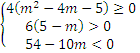 4(m²−4m−5) ≥ 0
6(5−m) > 0
54−10m < 0